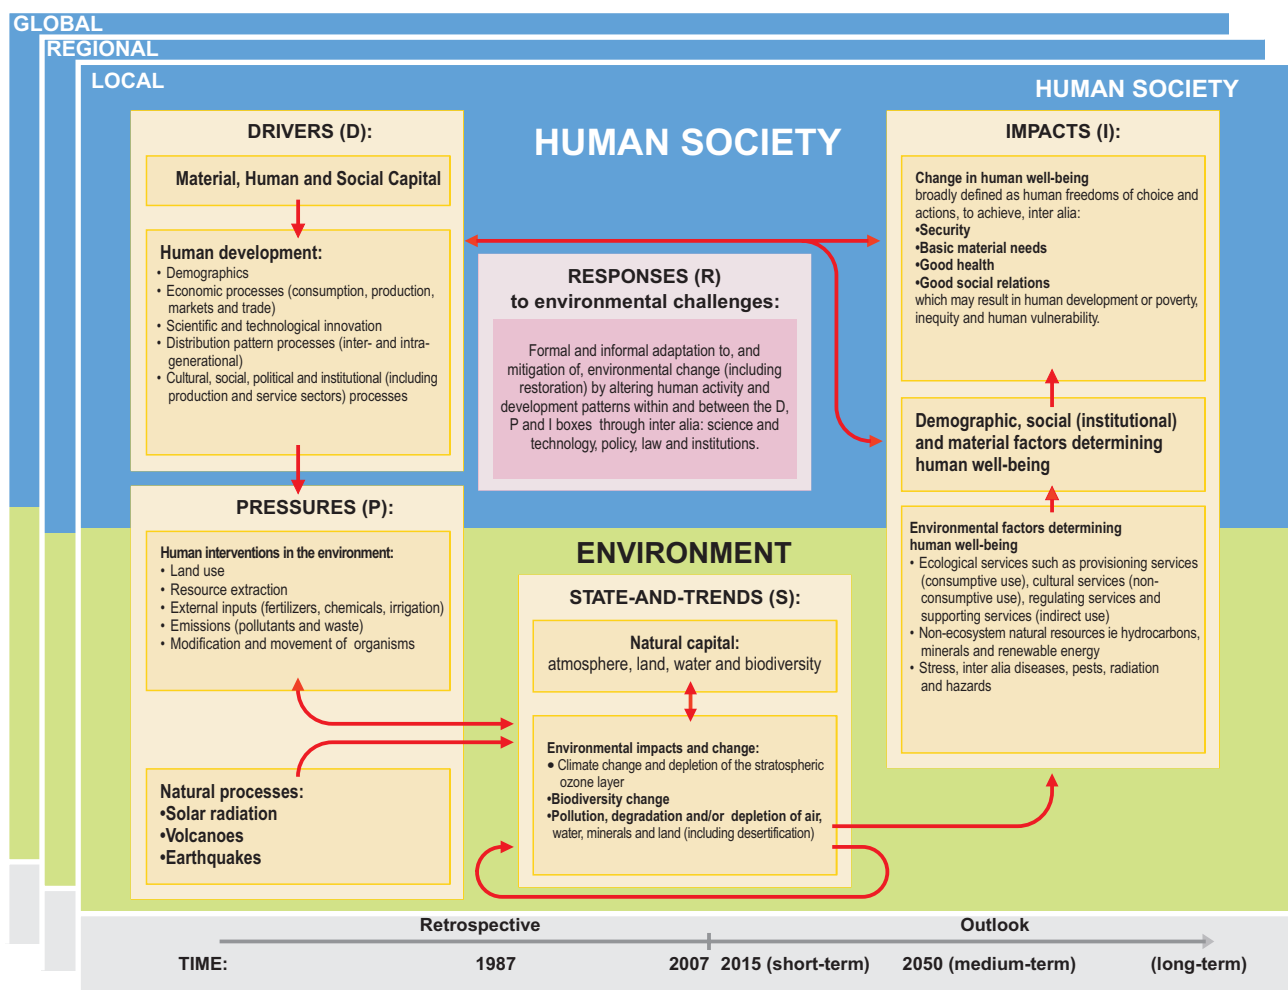 GLOBAL
REGIONAL
LOCAL
HUMAN SOCIETY
HUMAN SOCIETY
DRIVERS (D):
Material, Human and Social Capital
Human development:
• Demographics
• Economic processes (consumption, production,
markets and trade)
• Scientific and technological innovation
• Distribution pattern processes (inter- and intra-
generational)
• Cultural, social, political and institutional (including
production and service sectors) processes
PRESSURES (P):
Human interventions in the environment:
• Land use
• Resource extraction
• External inputs (fertilizers, chemicals, irrigation)
• Emissions (pollutants and waste)
• Modification and movement of organisms
Natural processes:
•Solar radiation
•Volcanoes
•Earthquakes
RESPONSES (R)
to environmental challenges:
Formal and informal adaptation to, and
mitigation of, environmental change (including
restoration) by altering human activity and
development patterns within and between the D,
P and I boxes through inter alia: science and
technology, policy, law and institutions.
ENVIRONMENT
STATE-AND-TRENDS (S):
Natural capital:
atmosphere, land, water and biodiversity
Environmental impacts and change:
• Climate change and depletion of the stratospheric
ozone layer
•Biodiversity change
•Pollution, degradation and/or depletion of air,
water, minerals and land (including desertification)
IMPACTS (I):
Change in human well-being
broadly defined as human freedoms of choice and
actions, to achieve, inter alia:
•Security
•Basic material needs
•Good health
•Good social relations
which may result in human development or poverty,
inequity and human vulnerability.
Demographic, social (institutional)
and material factors determining
human well-being
Environmental factors determining
human well-being
• Ecological services such as provisioning services
(consumptive use), cultural services (non-
consumptive use), regulating services and
supporting services (indirect use)
• Non-ecosystem natural resources ie hydrocarbons,
minerals and renewable energy
• Stress, inter alia diseases, pests, radiation
and hazards
Retrospective
Outlook
TIME:
1987
2007
2015 (short-term)
2050 (medium-term)
(long-term)